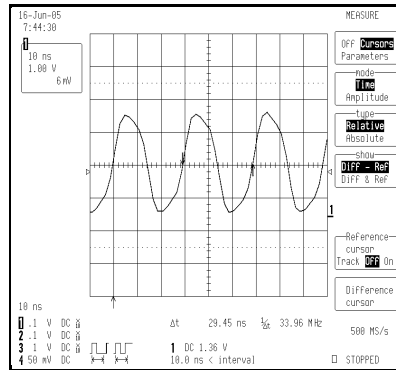 16-Jun-05
7:44:30
1
10 ns
1.00 V
6 mV
MEASURE
Off Cursors
Parameters
mode
Time
Amplitude
type
Relative
Absolute
show
Diff - Ref
Diff & Ref
1
Reference
cursor
Track Off On
Difference
cursor
10 ns
1 .1 V DC
2 .1 V DC
3 1 V DC
4 50 mV DC
Δt 29.45 ns 1/Δt 33.96 MHz
1 DC 1.36 V
10.0 ns < interval
500 MS/s
STOPPED